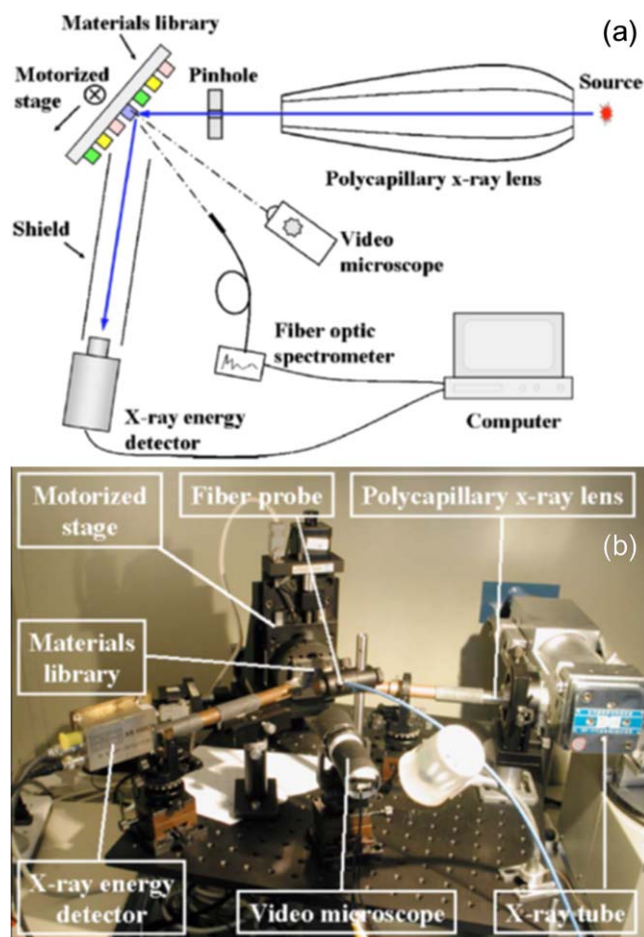 (a)
Materials library
Motorized
stage
Pinhole
Source
Polycapillary x-ray lens
Shield
Video
microscope
Fiber optic
spectrometer
X-ray energy
detector
Computer
Motorized
stage
Fiber probe
Polycapillary x-ray lens
(b)
Materials
library
X-ray energy
detector
Video microscope
X-ray tube